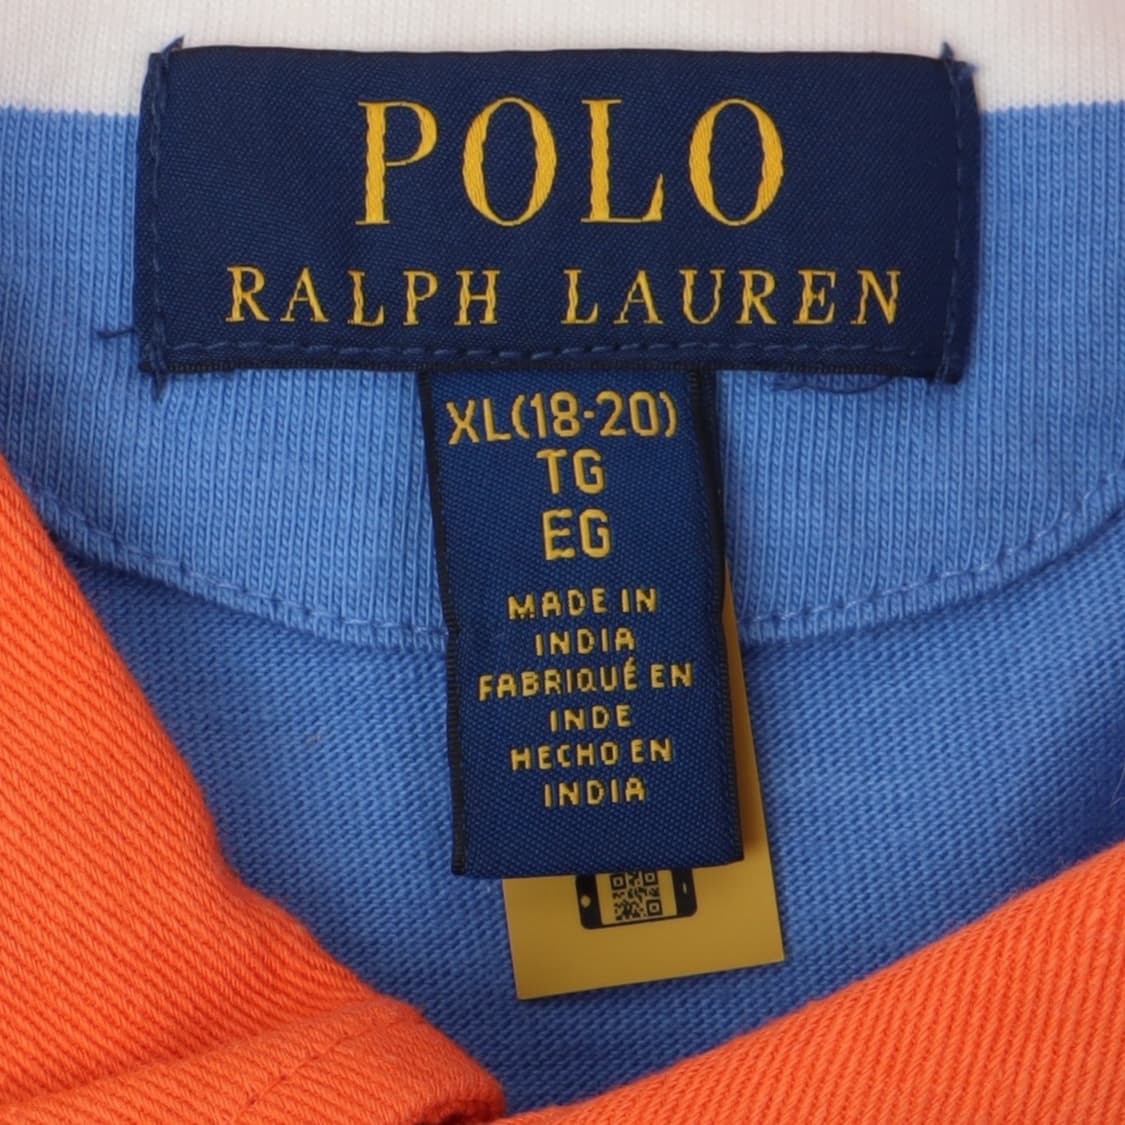 POLO
RALPH LAUREN
XL(18-20)
TG
EG
MADE IN
INDIA
FABRIQUÉ EN
INDE
HECHO EN
INDIA